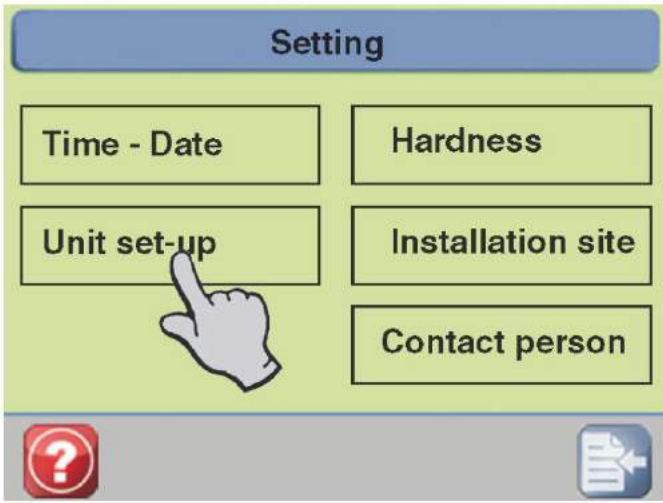 Setting
Time - Date
Hardness
Unit set-up
Installation site
Contact person
?